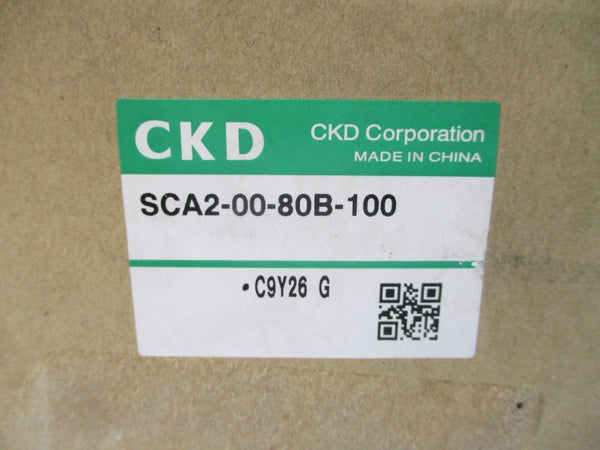 CKD
CKD Corporation
MADE IN CHINA
SCA2-00-80B-100
•C9Y26 G